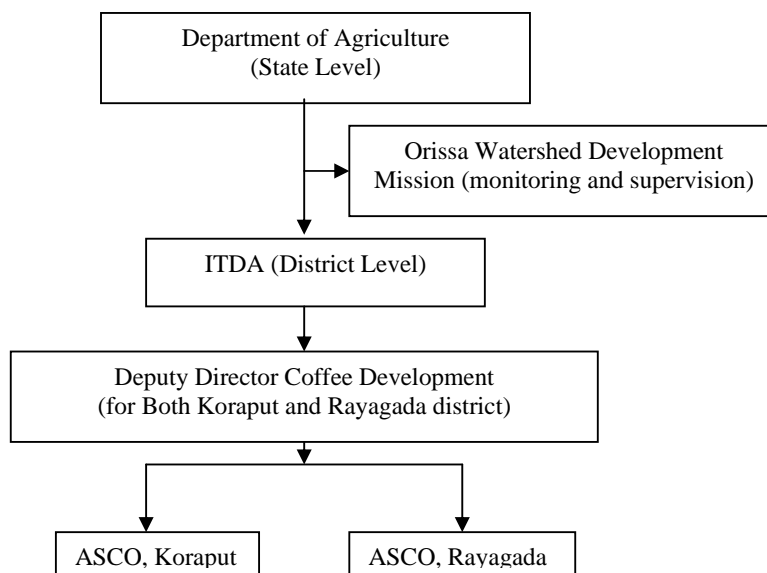 Department of Agriculture
(State Level)
Orissa Watershed Development
Mission (monitoring and supervision)
ITDA (District Level)
Deputy Director Coffee Development
(for Both Koraput and Rayagada district)
ASCO, Koraput
ASCO, Rayagada